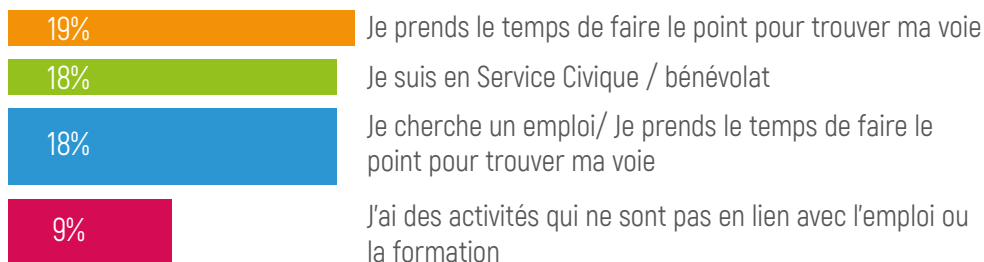 19% Je prends le temps de faire le point pour trouver ma voie
18% Je suis en Service Civique / bénévolat
18% Je cherche un emploi/ Je prends le temps de faire le
point pour trouver ma voie
9% J'ai des activités qui ne sont pas en lien avec l'emploi ou
la formation